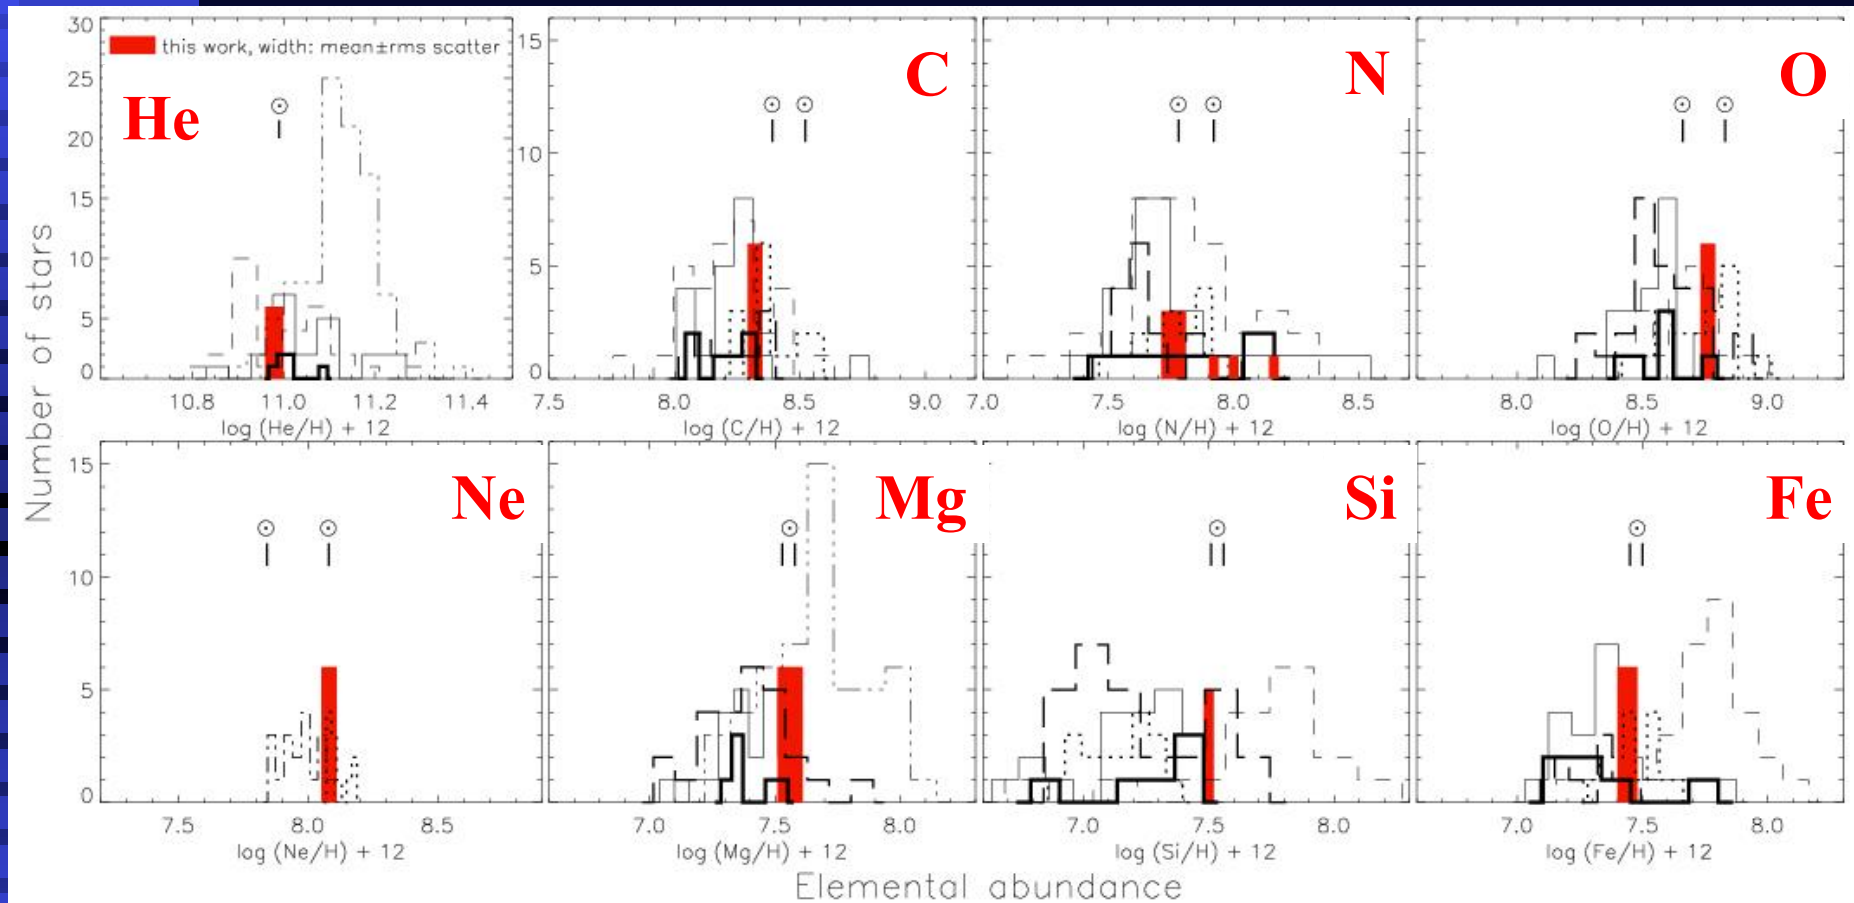 this work, width: mean±rms scatter
He
⊙
C
⊙ ⊙
N
⊙ ⊙
O
⊙ ⊙
30
25
20
15
10
5
0
15
10
5
0
10.8 11.0 11.2 11.4
7.5 8.0 8.5 9.0
7.0 7.5 8.0 8.5
8.0 8.5 9.0
log (He/H) + 12
log (C/H) + 12
log (N/H) + 12
log (O/H) + 12
Number of stars
Ne
⊙ ⊙
Mg
⊙
Si
⊙
Fe
⊙
15
10
5
0
7.5 8.0 8.5
7.0 7.5 8.0
7.0 7.5 8.0
7.0 7.5 8.0
log (Ne/H) + 12
log (Mg/H) + 12
log (Si/H) + 12
log (Fe/H) + 12
Elemental abundance